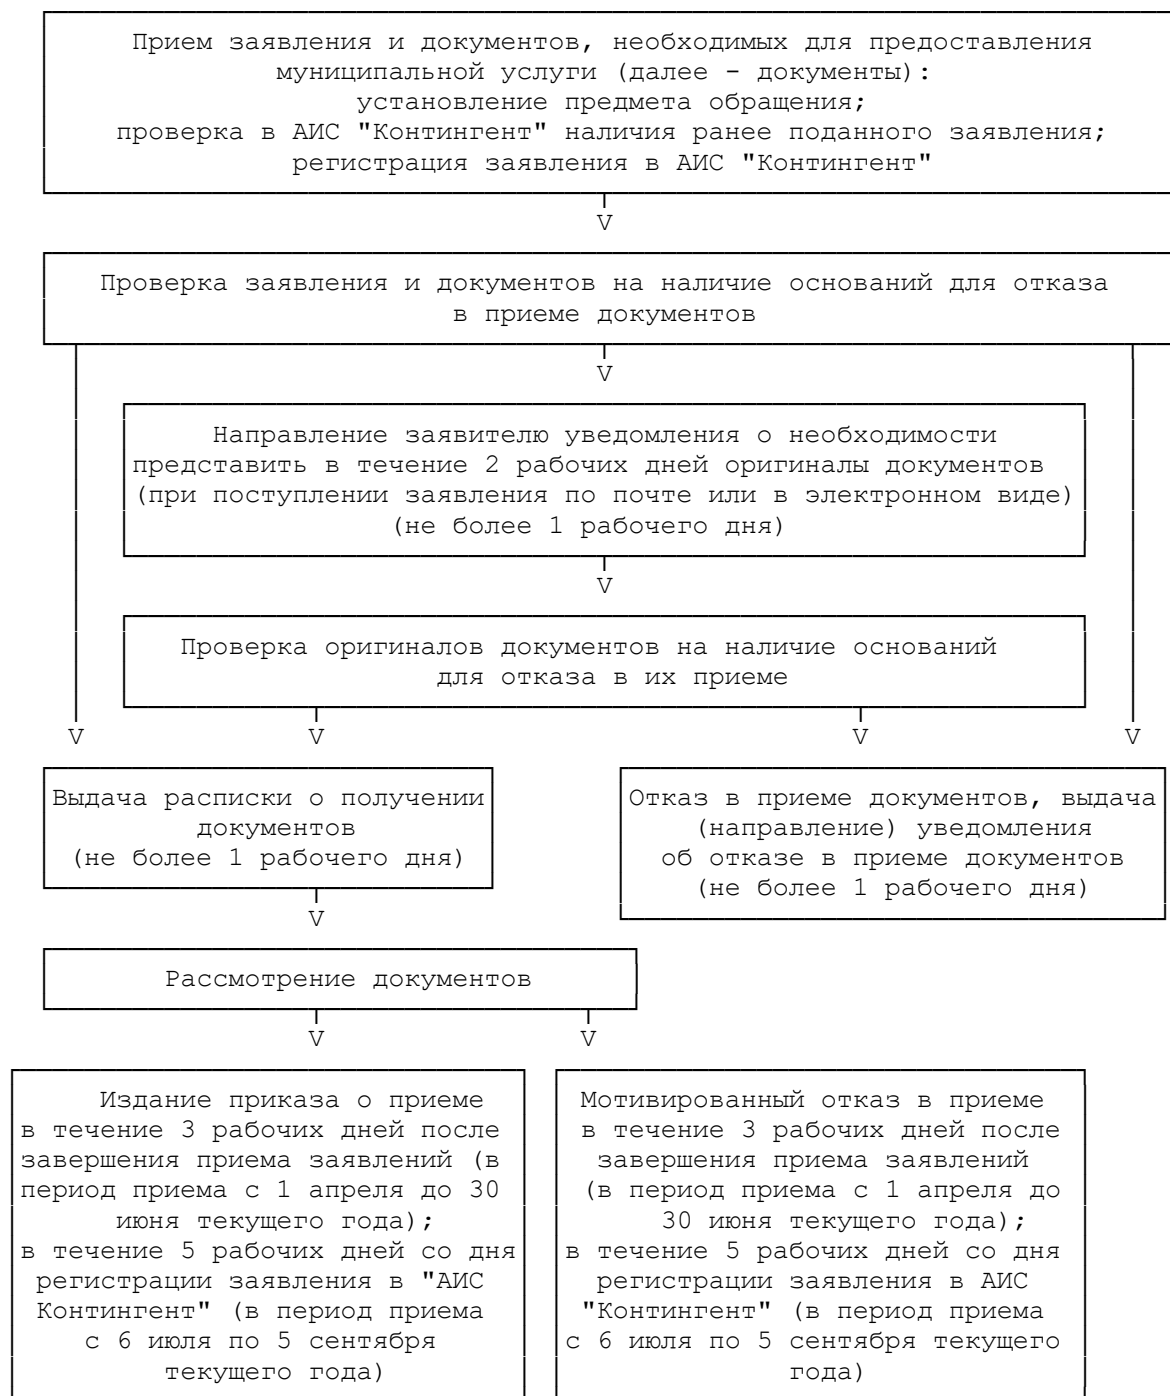 Прием заявления и документов, необходимых для предоставления
муниципальной услуги (далее - документы):
установление предмета обращения;
проверка в АИС "Контингент" наличия ранее поданного заявления;
регистрация заявления в АИС "Контингент"
V
Проверка заявления и документов на наличие оснований для отказа
в приеме документов
V
Направление заявителю уведомления о необходимости
представить в течение 2 рабочих дней оригиналы документов
(при поступлении заявления по почте или в электронном виде)
(не более 1 рабочего дня)
V
Проверка оригиналов документов на наличие оснований
для отказа в их приеме
V V V V
Выдача расписки о получении
документов
(не более 1 рабочего дня)
Отказ в приеме документов, выдача
(направление) уведомления
об отказе в приеме документов
(не более 1 рабочего дня)
V
Рассмотрение документов
V V
Издание приказа о приеме
в течение 3 рабочих дней после
завершения приема заявлений (в
период приема с 1 апреля до 30
июня текущего года);
в течение 5 рабочих дней со дня
регистрации заявления в "АИС
Контингент" (в период приема
с 6 июля по 5 сентября
текущего года)
Мотивированный отказ в приеме
в течение 3 рабочих дней после
завершения приема заявлений
(в период приема с 1 апреля до
30 июня текущего года);
в течение 5 рабочих дней со дня
регистрации заявления в АИС
"Контингент" (в период приема
с 6 июля по 5 сентября текущего
года)